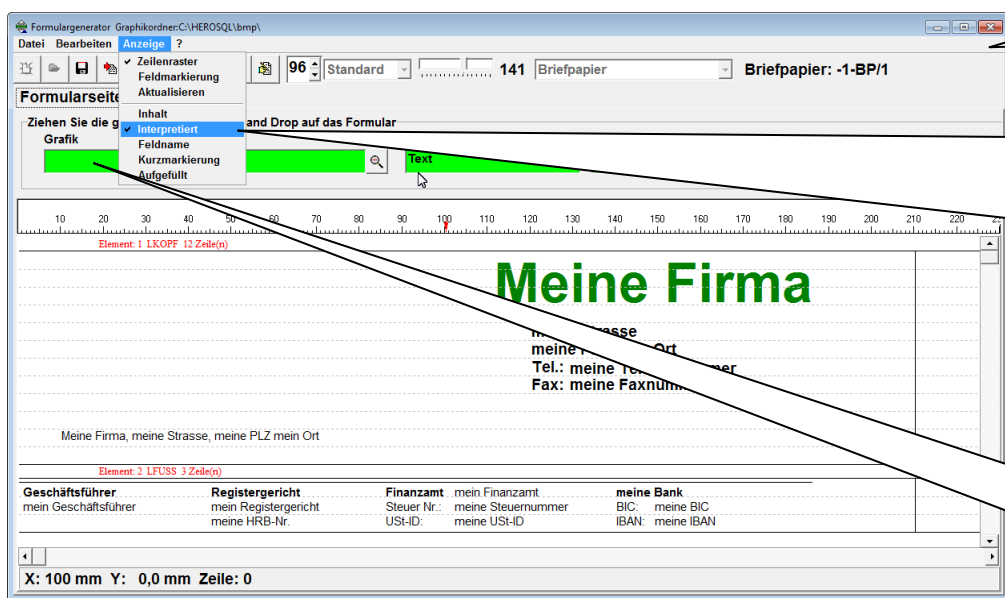 Formulargenerator Graphikordner:C:\HEROSQL\bmp\
Datei Bearbeiten Anzeige ?
Zeilenraster
Feldmarkierung
Aktualisieren
Inhalt
Interpretiert
Feldname
Kurzmarkierung
Aufgefüllt
96 Standard 141 Briefpapier Briefpapier: -1-BP/1
Formularseite
Ziehen Sie die g and Drop auf das Formular
Grafik
Text
10 20 30 40 50 60 70 80 90 100 110 120 130 140 150 160 170 180 190 200 210 220
Element: 1 LKOPF 12 Zeile(n)
Meine Firma
asse
meine Ort
Tel.: meine mer
Fax: meine Faxnum
Meine Firma, meine Strasse, meine PLZ mein Ort
Element: 2 LFUSS 3 Zeile(n)
Geschäftsführer Registergericht Finanzamt mein Finanzamt meine Bank
mein Geschäftsführer mein Registergericht Steuer Nr.: meine Steuernummer BIC: meine BIC
meine HRB-Nr. USt-ID: meine USt-ID IBAN: meine IBAN
X: 100 mm Y: 0,0 mm Zeile: 0